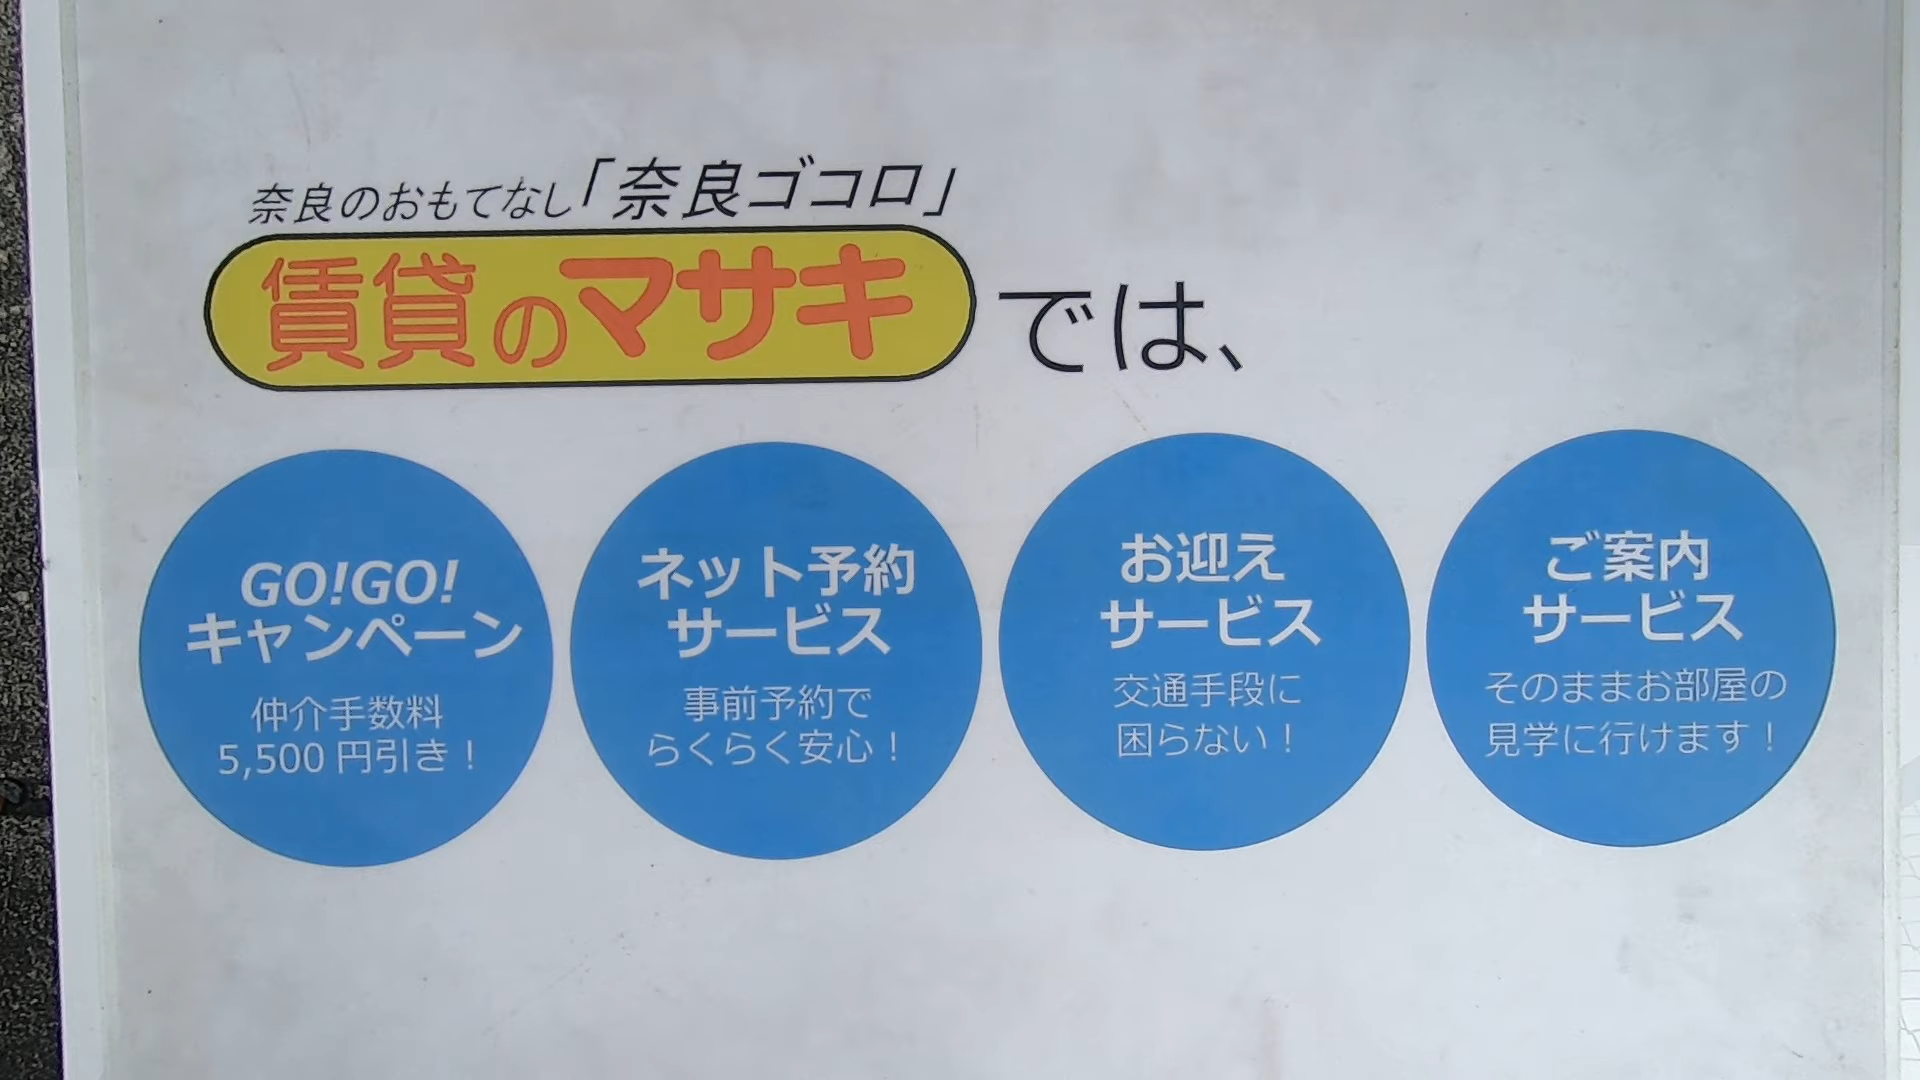 奈良のおもてなし「奈良ゴコロ」
賃貸のマサキでは、
GO!GO!
キャンペーン
仲介手数料
5,500円引き！
ネット予約
サービス
事前予約で
らくらく安心！
お迎え
サービス
交通手段に
困らない！
ご案内
サービス
そのままお部屋の
見学に行けます！